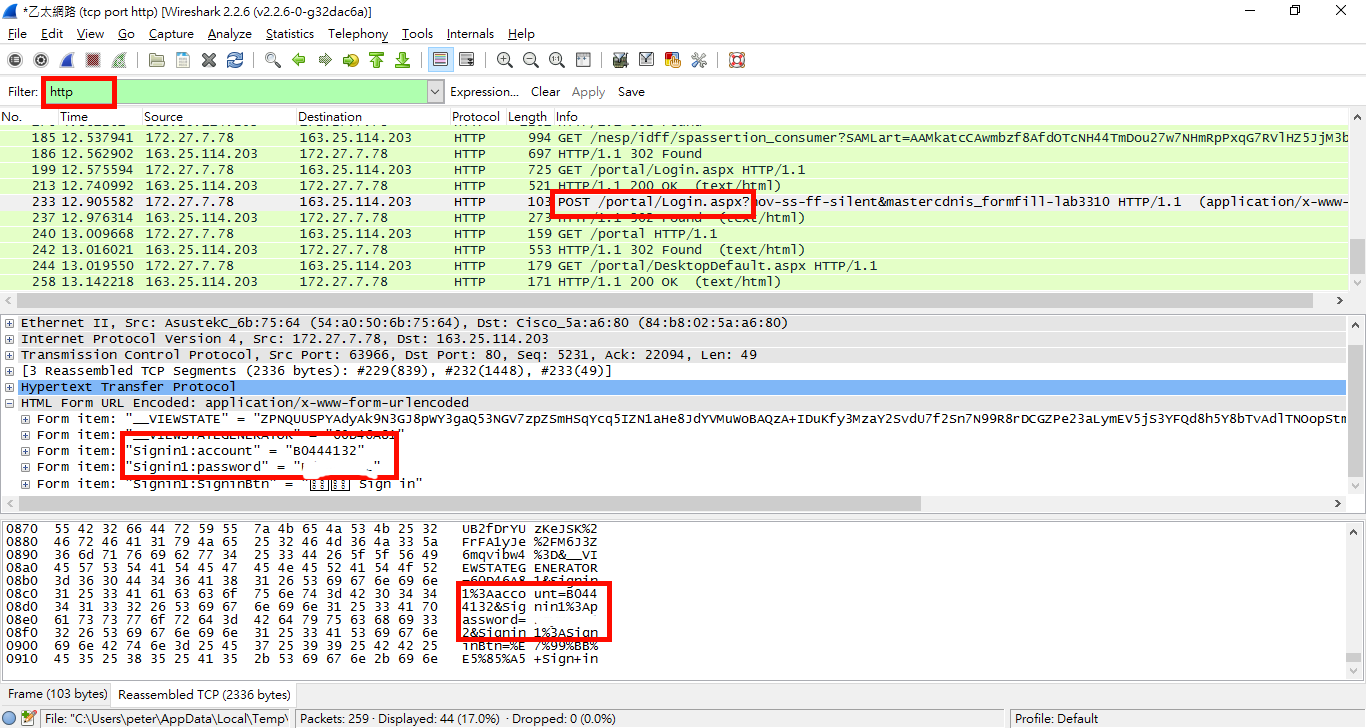 *乙太網路 (tcp port http) [Wireshark 2.2.6 (v2.2.6-0-g32dac6a)]
File Edit View Go Capture Analyze Statistics Telephony Tools Internals Help
Filter: http Expression... Clear Apply Save
No. Time Source Destination Protocol Length Info
185 12.537941 172.27.7.78 163.25.114.203 HTTP 994 GET /nesp/idff/spassertion_consumer?SAMLart=AAMkatcCAwmbzf8AfdOTcNH44TmDou27w7NHmRpPxqG7RVlHZ5JjM3b
186 12.562902 163.25.114.203 172.27.7.78 HTTP 697 HTTP/1.1 302 Found
199 12.575594 172.27.7.78 163.25.114.203 HTTP 725 GET /portal/Login.aspx HTTP/1.1
213 12.740992 163.25.114.203 172.27.7.78 HTTP 521 HTTP/1.1 200 OK (text/html)
233 12.905582 172.27.7.78 163.25.114.203 HTTP 103 POST /portal/Login.aspx?nov-ss-ff-silent&mastercdnis_formfill-lab3310 HTTP/1.1 (application/x-www-
237 12.976314 163.25.114.203 172.27.7.78 HTTP 273 HTTP/1.1 302 Found (text/html)
240 13.009668 172.27.7.78 163.25.114.203 HTTP 159 GET /portal HTTP/1.1
242 13.016021 163.25.114.203 172.27.7.78 HTTP 553 HTTP/1.1 302 Found (text/html)
244 13.019550 172.27.7.78 163.25.114.203 HTTP 179 GET /portal/DesktopDefault.aspx HTTP/1.1
258 13.142218 163.25.114.203 172.27.7.78 HTTP 171 HTTP/1.1 200 OK (text/html)
Ethernet II, Src: AsustekC_6b:75:64 (54:a0:50:6b:75:64), Dst: Cisco_5a:a6:80 (84:b8:02:5a:a6:80)
Internet Protocol Version 4, Src: 172.27.7.78, Dst: 163.25.114.203
Transmission Control Protocol, Src Port: 63966, Dst Port: 80, Seq: 5231, Ack: 22094, Len: 49
[3 Reassembled TCP Segments (2336 bytes): #229(839), #232(1448), #233(49)]
Hypertext Transfer Protocol
HTML Form URL Encoded: application/x-www-form-urlencoded
Form item: "__VIEWSTATE" = "ZPNQUUSPYAdyAk9N3GJ8pWY3gaQ53NGV7zpZSmHSqYcq5IZN1aHe8JdYVMuWoBAQzA+IDuKfy3MzaY2SvdU7f2Sn7N99R8rDCGZPe23aLymEV5jS3YFQd8h5Y8bTvAdlTNOopStm
Form item: "__VIEWSTATEGENERATOR" = "60D46A81"
Form item: "Signin1:account" = "B0444132"
Form item: "Signin1:password" = "
Form item: "Signin1:SigninBtn" = " Sign in"
0870 55 42 32 66 44 72 59 55 7a 4b 65 4a 53 4b 25 32 UB2fDrYU zKeJSK%2
0880 46 72 46 41 31 79 4a 65 25 32 46 4d 36 4a 33 5a FrFA1yJe %2FM6J3Z
0890 36 6d 71 76 69 62 77 34 25 33 44 26 5f 5f 56 49 6mqvibw4 %3D&__VI
08a0 45 57 53 54 41 54 45 47 45 4e 45 52 41 54 4f 52 EWSTATEG ENERATOR
08b0 3d 36 30 44 34 36 41 38 31 26 53 69 67 6e 69 6e =60D46A8 1&Signin
08c0 31 25 33 41 61 63 63 6f 75 6e 74 3d 42 30 34 34 1%3Aacco unt=B044
08d0 34 31 33 32 26 53 69 67 6e 69 6e 31 25 33 41 70 4132&Sig nin1%3Ap
08e0 61 73 73 77 6f 72 64 3d 42 64 79 75 63 68 69 33 assword=
08f0 32 26 53 69 67 6e 69 6e 31 25 33 41 53 69 67 6e 2&Signin 1%3ASign
0900 69 6e 42 74 6e 3d 25 45 37 25 39 39 25 42 42 25 inBtn=%E 7%99%BB%
0910 45 35 25 38 35 25 41 35 2b 53 69 67 6e 2b 69 6e E5%85%A5 +Sign+in
Frame (103 bytes) Reassembled TCP (2336 bytes)
File: "C:\Users\peter\AppData\Local\Temp\ Packets: 259 · Displayed: 44 (17.0%) · Dropped: 0 (0.0%) Profile: Default